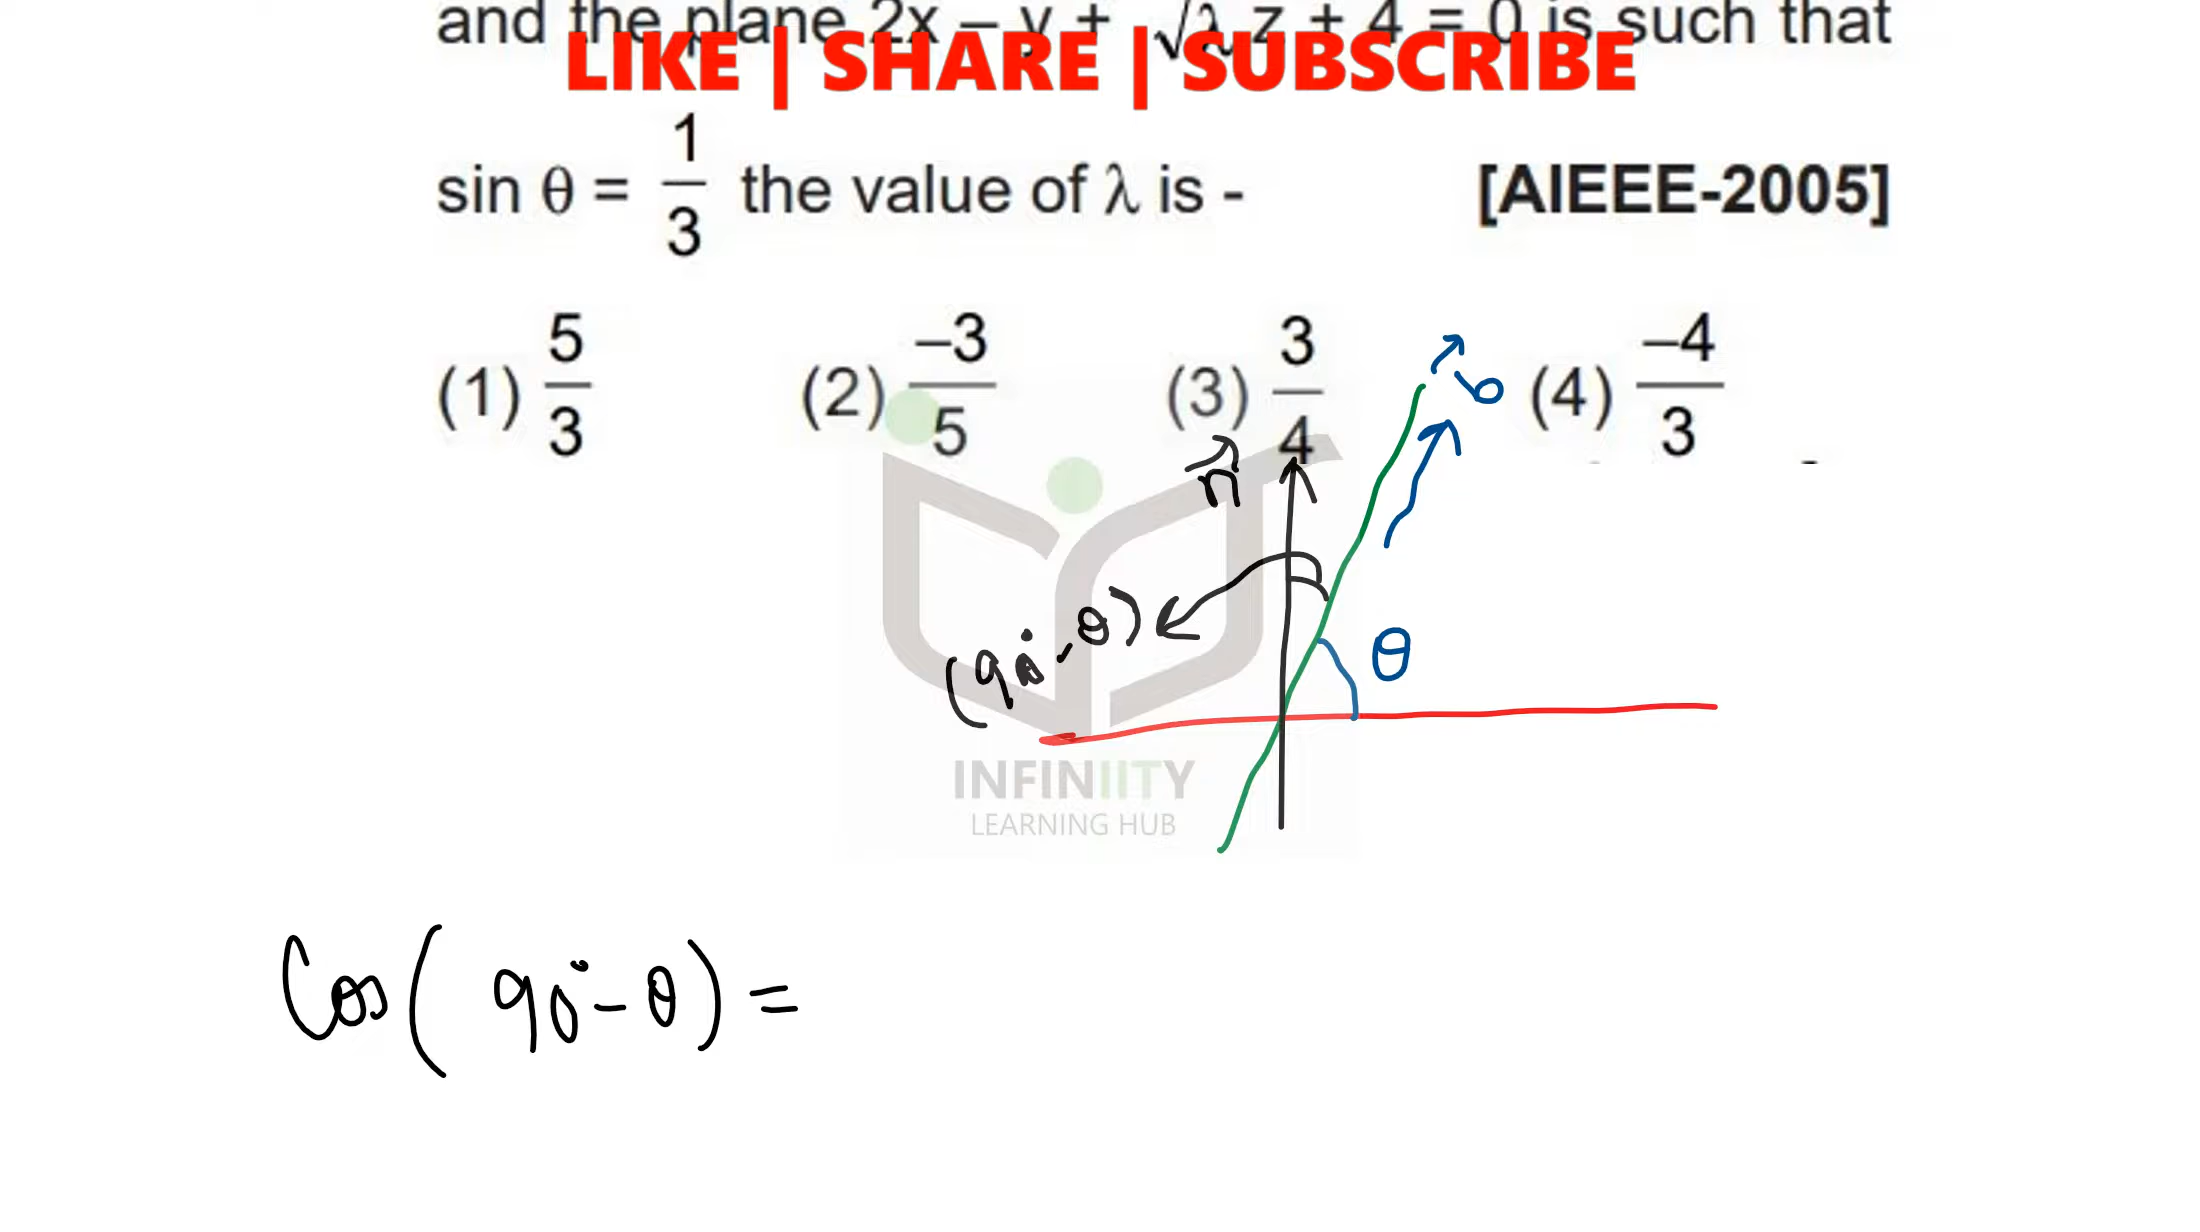 and the plane 2x – y + √λ z + 4 = 0 is such that
LIKE | SHARE | SUBSCRIBE
sin θ = 1/3 the value of λ is - [AIEEE-2005]
(1) 5/3 (2) –3/5 (3) 3/4 (4) –4/3
b
n
(90° - θ)
θ
INFINIITY
LEARNING HUB
Cos( 90° - θ) =